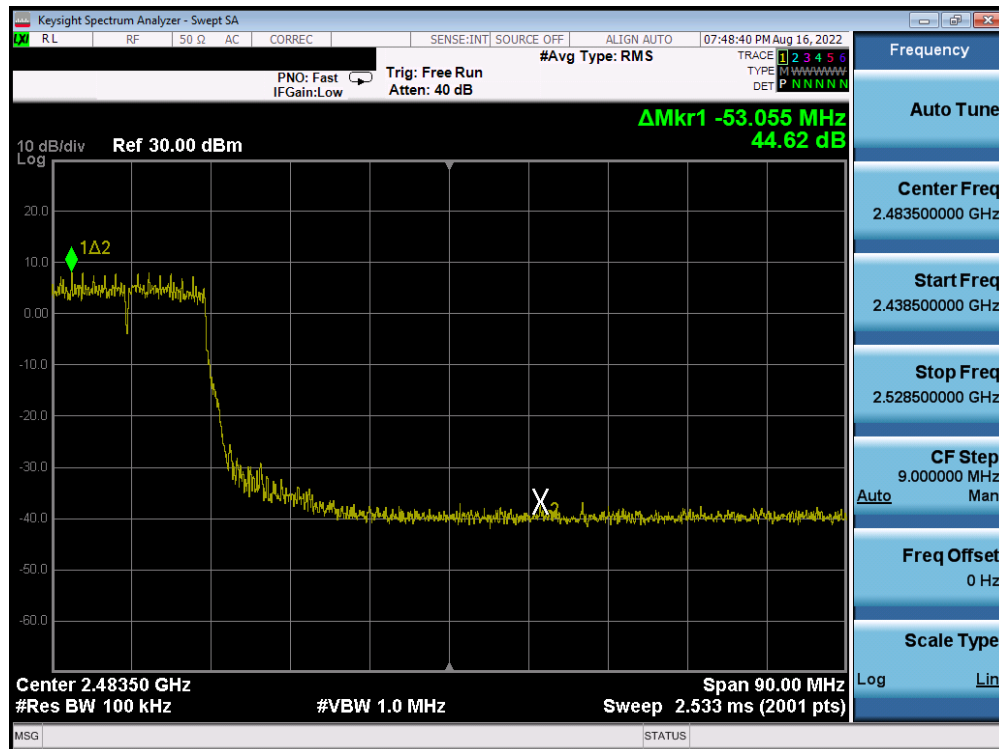 Keysight Spectrum Analyzer - Swept SA
LXI RL RF 50 Ω AC CORREC SENSE:INT SOURCE OFF ALIGN AUTO 07:48:40 PM Aug 16, 2022
#Avg Type: RMS
TRACE 1 2 3 4 5 6
PNO: Fast Trig: Free Run
TYPE M WWWWW
IFGain:Low Atten: 40 dB
DET P N N N N N
ΔMkr1 -53.055 MHz
44.62 dB
10 dB/div Ref 30.00 dBm
Log
20.0
1Δ2
10.0
0.00
-10.0
-20.0
-30.0
X2
-40.0
-50.0
-60.0
Center 2.48350 GHz Span 90.00 MHz
#Res BW 100 kHz #VBW 1.0 MHz Sweep 2.533 ms (2001 pts)
MSG STATUS
Frequency
Auto Tune
Center Freq
2.483500000 GHz
Start Freq
2.438500000 GHz
Stop Freq
2.528500000 GHz
CF Step
9.000000 MHz
Auto Man
Freq Offset
0 Hz
Scale Type
Log Lin